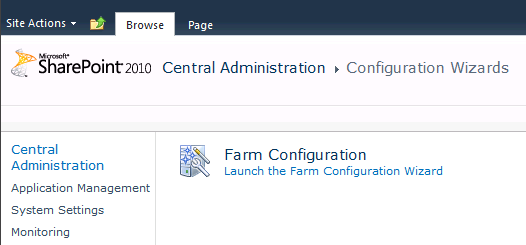 Site Actions Browse Page
Microsoft®
SharePoint® 2010 Central Administration Configuration Wizards
Central
Administration
Application Management
System Settings
Monitoring
Farm Configuration
Launch the Farm Configuration Wizard